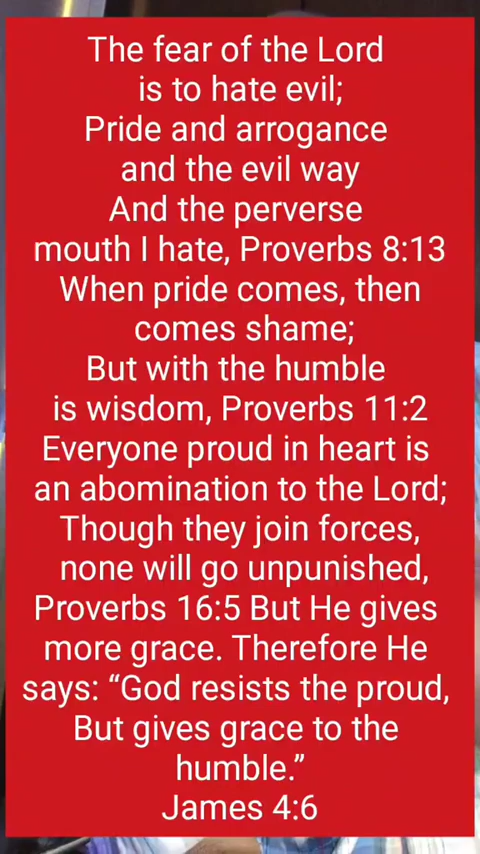 The fear of the Lord
is to hate evil;
Pride and arrogance
and the evil way
And the perverse
mouth I hate, Proverbs 8:13
When pride comes, then
comes shame;
But with the humble
is wisdom, Proverbs 11:2
Everyone proud in heart is
an abomination to the Lord;
Though they join forces,
none will go unpunished,
Proverbs 16:5 But He gives
more grace. Therefore He
says: “God resists the proud,
But gives grace to the
humble.”
James 4:6